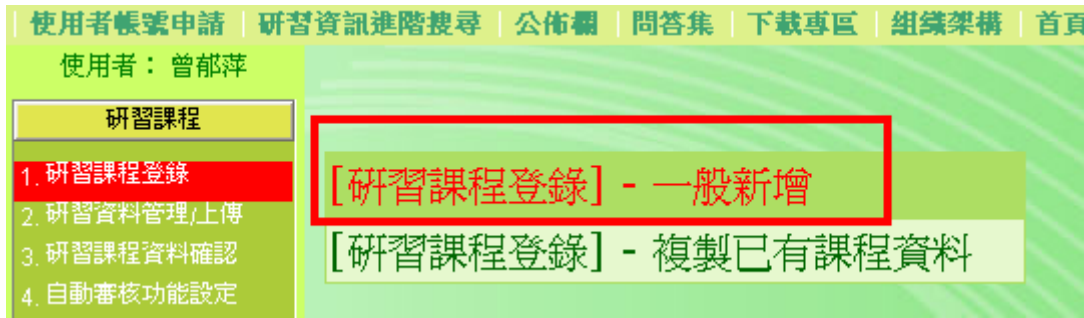 使用者帳號申請 | 研習資訊進階搜尋 | 公佈欄 | 問答集 | 下載專區 | 組織架構 | 首頁
使用者： 曾郁萍
研習課程
1. 研習課程登錄
2. 研習資料管理/上傳
3. 研習課程資料確認
4. 自動審核功能設定
[研習課程登錄] - 一般新增
[研習課程登錄] - 複製已有課程資料